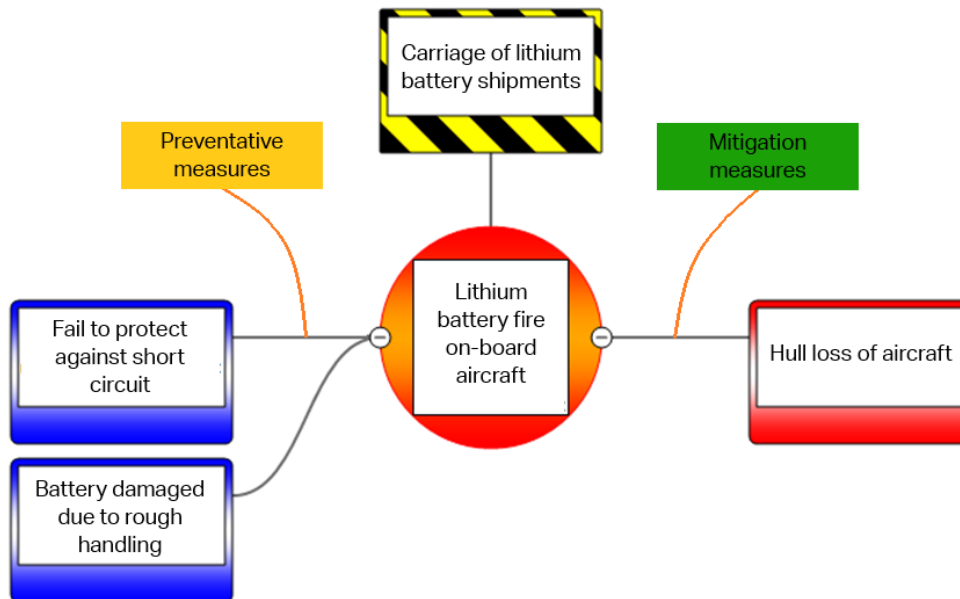 Carriage of lithium
battery shipments
Preventative
measures
Mitigation
measures
Fail to protect
against short
circuit
Lithium
battery fire
on-board
aircraft
Hull loss of aircraft
Battery damaged
due to rough
handling